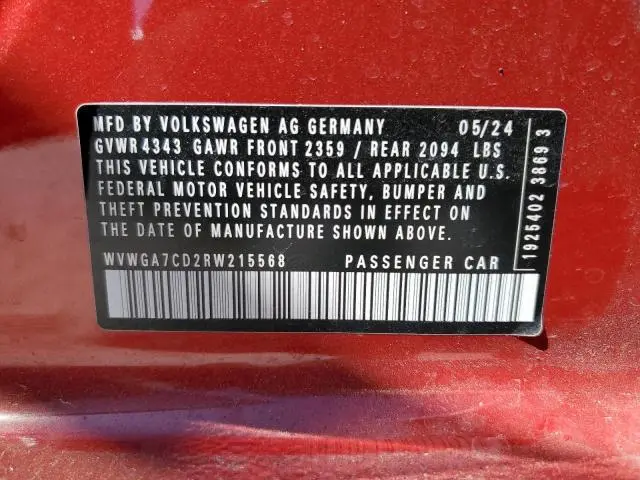 MFD BY VOLKSWAGEN AG GERMANY 05/24
GVWR 4343 GAWR FRONT 2359 / REAR 2094 LBS
THIS VEHICLE CONFORMS TO ALL APPLICABLE U.S.
FEDERAL MOTOR VEHICLE SAFETY, BUMPER AND
THEFT PREVENTION STANDARDS IN EFFECT ON
THE DATE OF MANUFACTURE SHOWN ABOVE.
WVWGA7CD2RW215568 PASSENGER CAR
1925402 38693